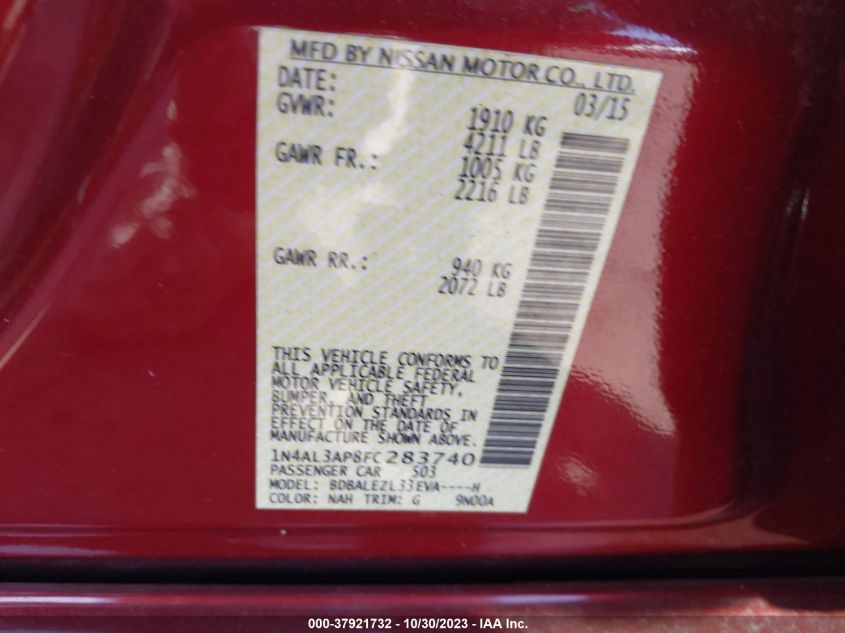 MFD BY NISSAN MOTOR CO., LTD.
DATE: 03/15
GVWR: 1910 KG
4211 LB
GAWR FR.: 1005 KG
2216 LB
GAWR RR.: 940 KG
2072 LB
THIS VEHICLE CONFORMS TO
ALL APPLICABLE FEDERAL
MOTOR VEHICLE SAFETY,
BUMPER, AND THEFT
PREVENTION STANDARDS IN
EFFECT ON THE DATE OF
MANUFACTURE SHOWN ABOVE.
1N4AL3AP8FC283740
PASSENGER CAR 503
MODEL: BDBALEZL33EVA----H
COLOR: NAH TRIM: G 9N00A
000-37921732 - 10/30/2023 - IAA Inc.